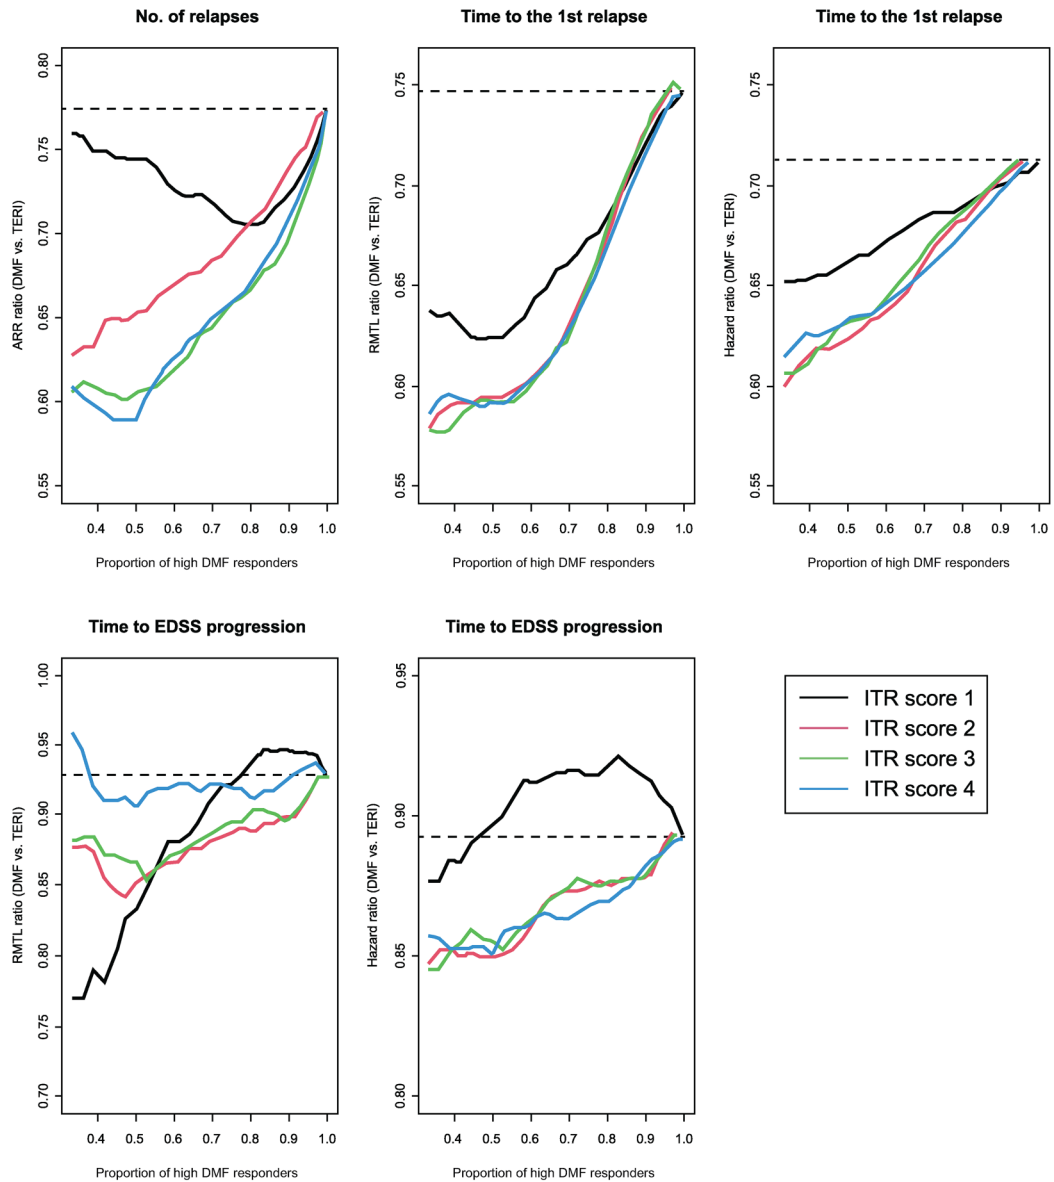 No. of relapses
Time to the 1st relapse
Time to the 1st relapse
ARR ratio (DMF vs. TERI)
0.80
0.75
0.70
0.65
0.60
0.55
0.4 0.5 0.6 0.7 0.8 0.9 1.0
Proportion of high DMF responders
RMTL ratio (DMF vs. TERI)
0.75
0.70
0.65
0.60
0.55
0.4 0.5 0.6 0.7 0.8 0.9 1.0
Proportion of high DMF responders
Hazard ratio (DMF vs. TERI)
0.75
0.70
0.65
0.60
0.55
0.4 0.5 0.6 0.7 0.8 0.9 1.0
Proportion of high DMF responders
Time to EDSS progression
Time to EDSS progression
RMTL ratio (DMF vs. TERI)
1.00
0.95
0.90
0.85
0.80
0.75
0.70
0.4 0.5 0.6 0.7 0.8 0.9 1.0
Proportion of high DMF responders
Hazard ratio (DMF vs. TERI)
0.95
0.90
0.85
0.80
0.4 0.5 0.6 0.7 0.8 0.9 1.0
Proportion of high DMF responders
ITR score 1
ITR score 2
ITR score 3
ITR score 4